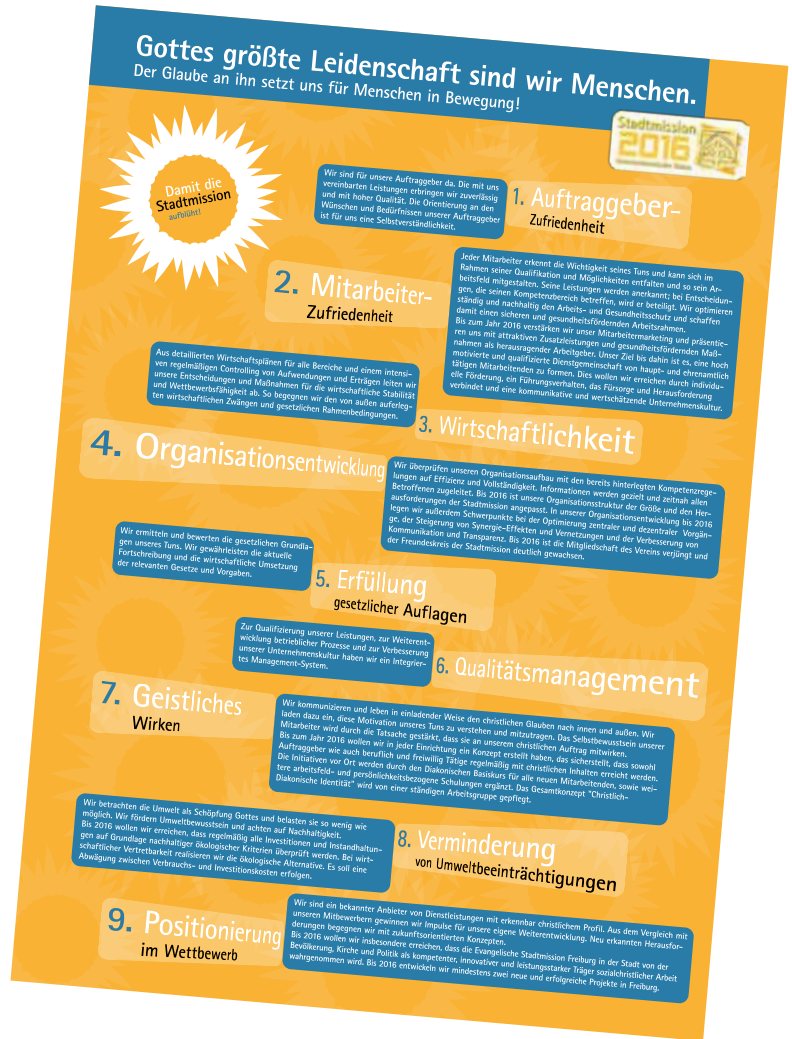 Gottes größte Leidenschaft sind wir Menschen.
Der Glaube an ihn setzt uns für Menschen in Bewegung!
Stadtmission
2016
Damit die
Stadtmission
aufblüht!
Wir sind für unsere Auftraggeber da. Die mit uns
vereinbarten Leistungen erbringen wir zuverlässig
und mit hoher Qualität. Die Orientierung an den
Wünschen und Bedürfnissen unserer Auftraggeber
ist für uns eine Selbstverständlichkeit.
1. Auftraggeber-
Zufriedenheit
2. Mitarbeiter-
Zufriedenheit
Jeder Mitarbeiter erkennt die Wichtigkeit seines Tuns und kann sich im
Rahmen seiner Qualifikation und Möglichkeiten entfalten und so sein Ar-
beitsfeld mitgestalten. Seine Leistungen werden anerkannt; bei Entscheidun-
gen, die seinen Kompetenzbereich betreffen, wird er beteiligt. Wir optimieren
ständig und nachhaltig den Arbeits- und Gesundheitsschutz und schaffen
damit einen sicheren und gesundheitsfördernden Arbeitsrahmen.
Bis zum Jahr 2016 verstärken wir unser Mitarbeitermarketing und präsentie-
ren uns mit attraktiven Zusatzleistungen und gesundheitsfördernden Maß-
nahmen als herausragender Arbeitgeber. Unser Ziel bis dahin ist es, eine hoch
motivierte und qualifizierte Dienstgemeinschaft von haupt- und ehrenamtlich
tätigen Mitarbeitenden zu formen. Dies wollen wir erreichen durch individu-
elle Förderung, ein Führungsverhalten, das Fürsorge und Herausforderung
verbindet und eine kommunikative und wertschätzende Unternehmenskultur.
Aus detaillierten Wirtschaftsplänen für alle Bereiche und einem intensi-
ven regelmäßigen Controlling von Aufwendungen und Erträgen leiten wir
unsere Entscheidungen und Maßnahmen für die wirtschaftliche Stabilität
und Wettbewerbsfähigkeit ab. So begegnen wir den von außen auferleg-
ten wirtschaftlichen Zwängen und gesetzlichen Rahmenbedingungen.
3. Wirtschaftlichkeit
4. Organisationsentwicklung
Wir überprüfen unseren Organisationsaufbau mit den bereits hinterlegten Kompetenzrege-
lungen auf Effizienz und Vollständigkeit. Informationen werden gezielt und zeitnah allen
Betroffenen zugeleitet. Bis 2016 ist unsere Organisationsstruktur der Größe und den Her-
ausforderungen der Stadtmission angepasst. In unserer Organisationsentwicklung bis 2016
legen wir außerdem Schwerpunkte bei der Optimierung zentraler und dezentraler Vorgän-
ge, der Steigerung von Synergie-Effekten und Vernetzungen und der Verbesserung von
Kommunikation und Transparenz. Bis 2016 ist die Mitgliedschaft des Vereins verjüngt und
der Freundeskreis der Stadtmission deutlich gewachsen.
Wir ermitteln und bewerten die gesetzlichen Grundla-
gen unseres Tuns. Wir gewährleisten die aktuelle
Fortschreibung und die wirtschaftliche Umsetzung
der relevanten Gesetze und Vorgaben.
5. Erfüllung
gesetzlicher Auflagen
Zur Qualifizierung unserer Leistungen, zur Weiterent-
wicklung betrieblicher Prozesse und zur Verbesserung
unserer Unternehmenskultur haben wir ein Integrier-
tes Management-System.
6. Qualitätsmanagement
7. Geistliches
Wirken
Wir kommunizieren und leben in einladender Weise den christlichen Glauben nach innen und außen. Wir
laden dazu ein, diese Motivation unseres Tuns zu verstehen und mitzutragen. Das Selbstbewusstsein unserer
Mitarbeiter wird durch die Tatsache gestärkt, dass sie an unserem christlichen Auftrag mitwirken.
Bis zum Jahr 2016 wollen wir in jeder Einrichtung ein Konzept erstellt haben, das sicherstellt, dass sowohl
Auftraggeber wie auch beruflich und freiwillig Tätige regelmäßig mit christlichen Inhalten erreicht werden.
Die Initiativen vor Ort werden durch den Diakonischen Basiskurs für alle neuen Mitarbeitenden, sowie wei-
tere arbeitsfeld- und persönlichkeitsbezogene Schulungen ergänzt. Das Gesamtkonzept "Christlich-
Diakonische Identität" wird von einer ständigen Arbeitsgruppe gepflegt.
Wir betrachten die Umwelt als Schöpfung Gottes und belasten sie so wenig wie
möglich. Wir fördern Umweltbewusstsein und achten auf Nachhaltigkeit.
Bis 2016 wollen wir erreichen, dass regelmäßig alle Investitionen und Instandhaltun-
gen auf Grundlage nachhaltiger ökologischer Kriterien überprüft werden. Bei wirt-
schaftlicher Vertretbarkeit realisieren wir die ökologische Alternative. Es soll eine
Abwägung zwischen Verbrauchs- und Investitionskosten erfolgen.
8. Verminderung
von Umweltbeeinträchtigungen
9. Positionierung
im Wettbewerb
Wir sind ein bekannter Anbieter von Dienstleistungen mit erkennbar christlichem Profil. Aus dem Vergleich mit
unseren Mitbewerbern gewinnen wir Impulse für unsere eigene Weiterentwicklung. Neu erkannten Herausfor-
derungen begegnen wir mit zukunftsorientierten Konzepten.
Bis 2016 wollen wir insbesondere erreichen, dass die Evangelische Stadtmission Freiburg in der Stadt von der
Bevölkerung, Kirche und Politik als kompetenter, innovativer und leistungsstarker Träger sozialchristlicher Arbeit
wahrgenommen wird. Bis 2016 entwickeln wir mindestens zwei neue und erfolgreiche Projekte in Freiburg.